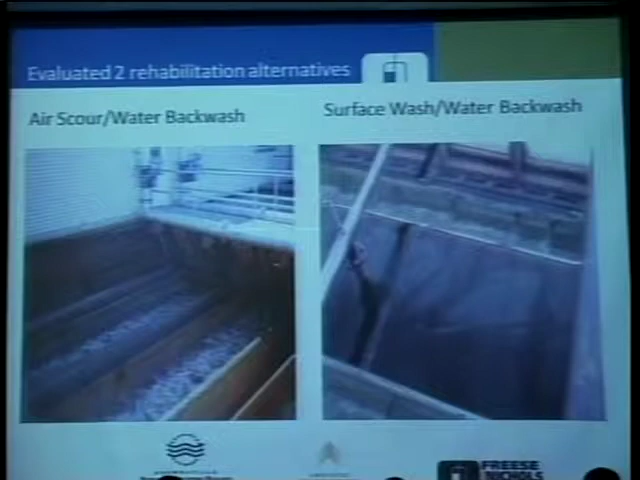 Evaluated 2 rehabilitation alternatives
Air Scour/Water Backwash
Surface Wash/Water Backwash
FREESE
NICHOLS